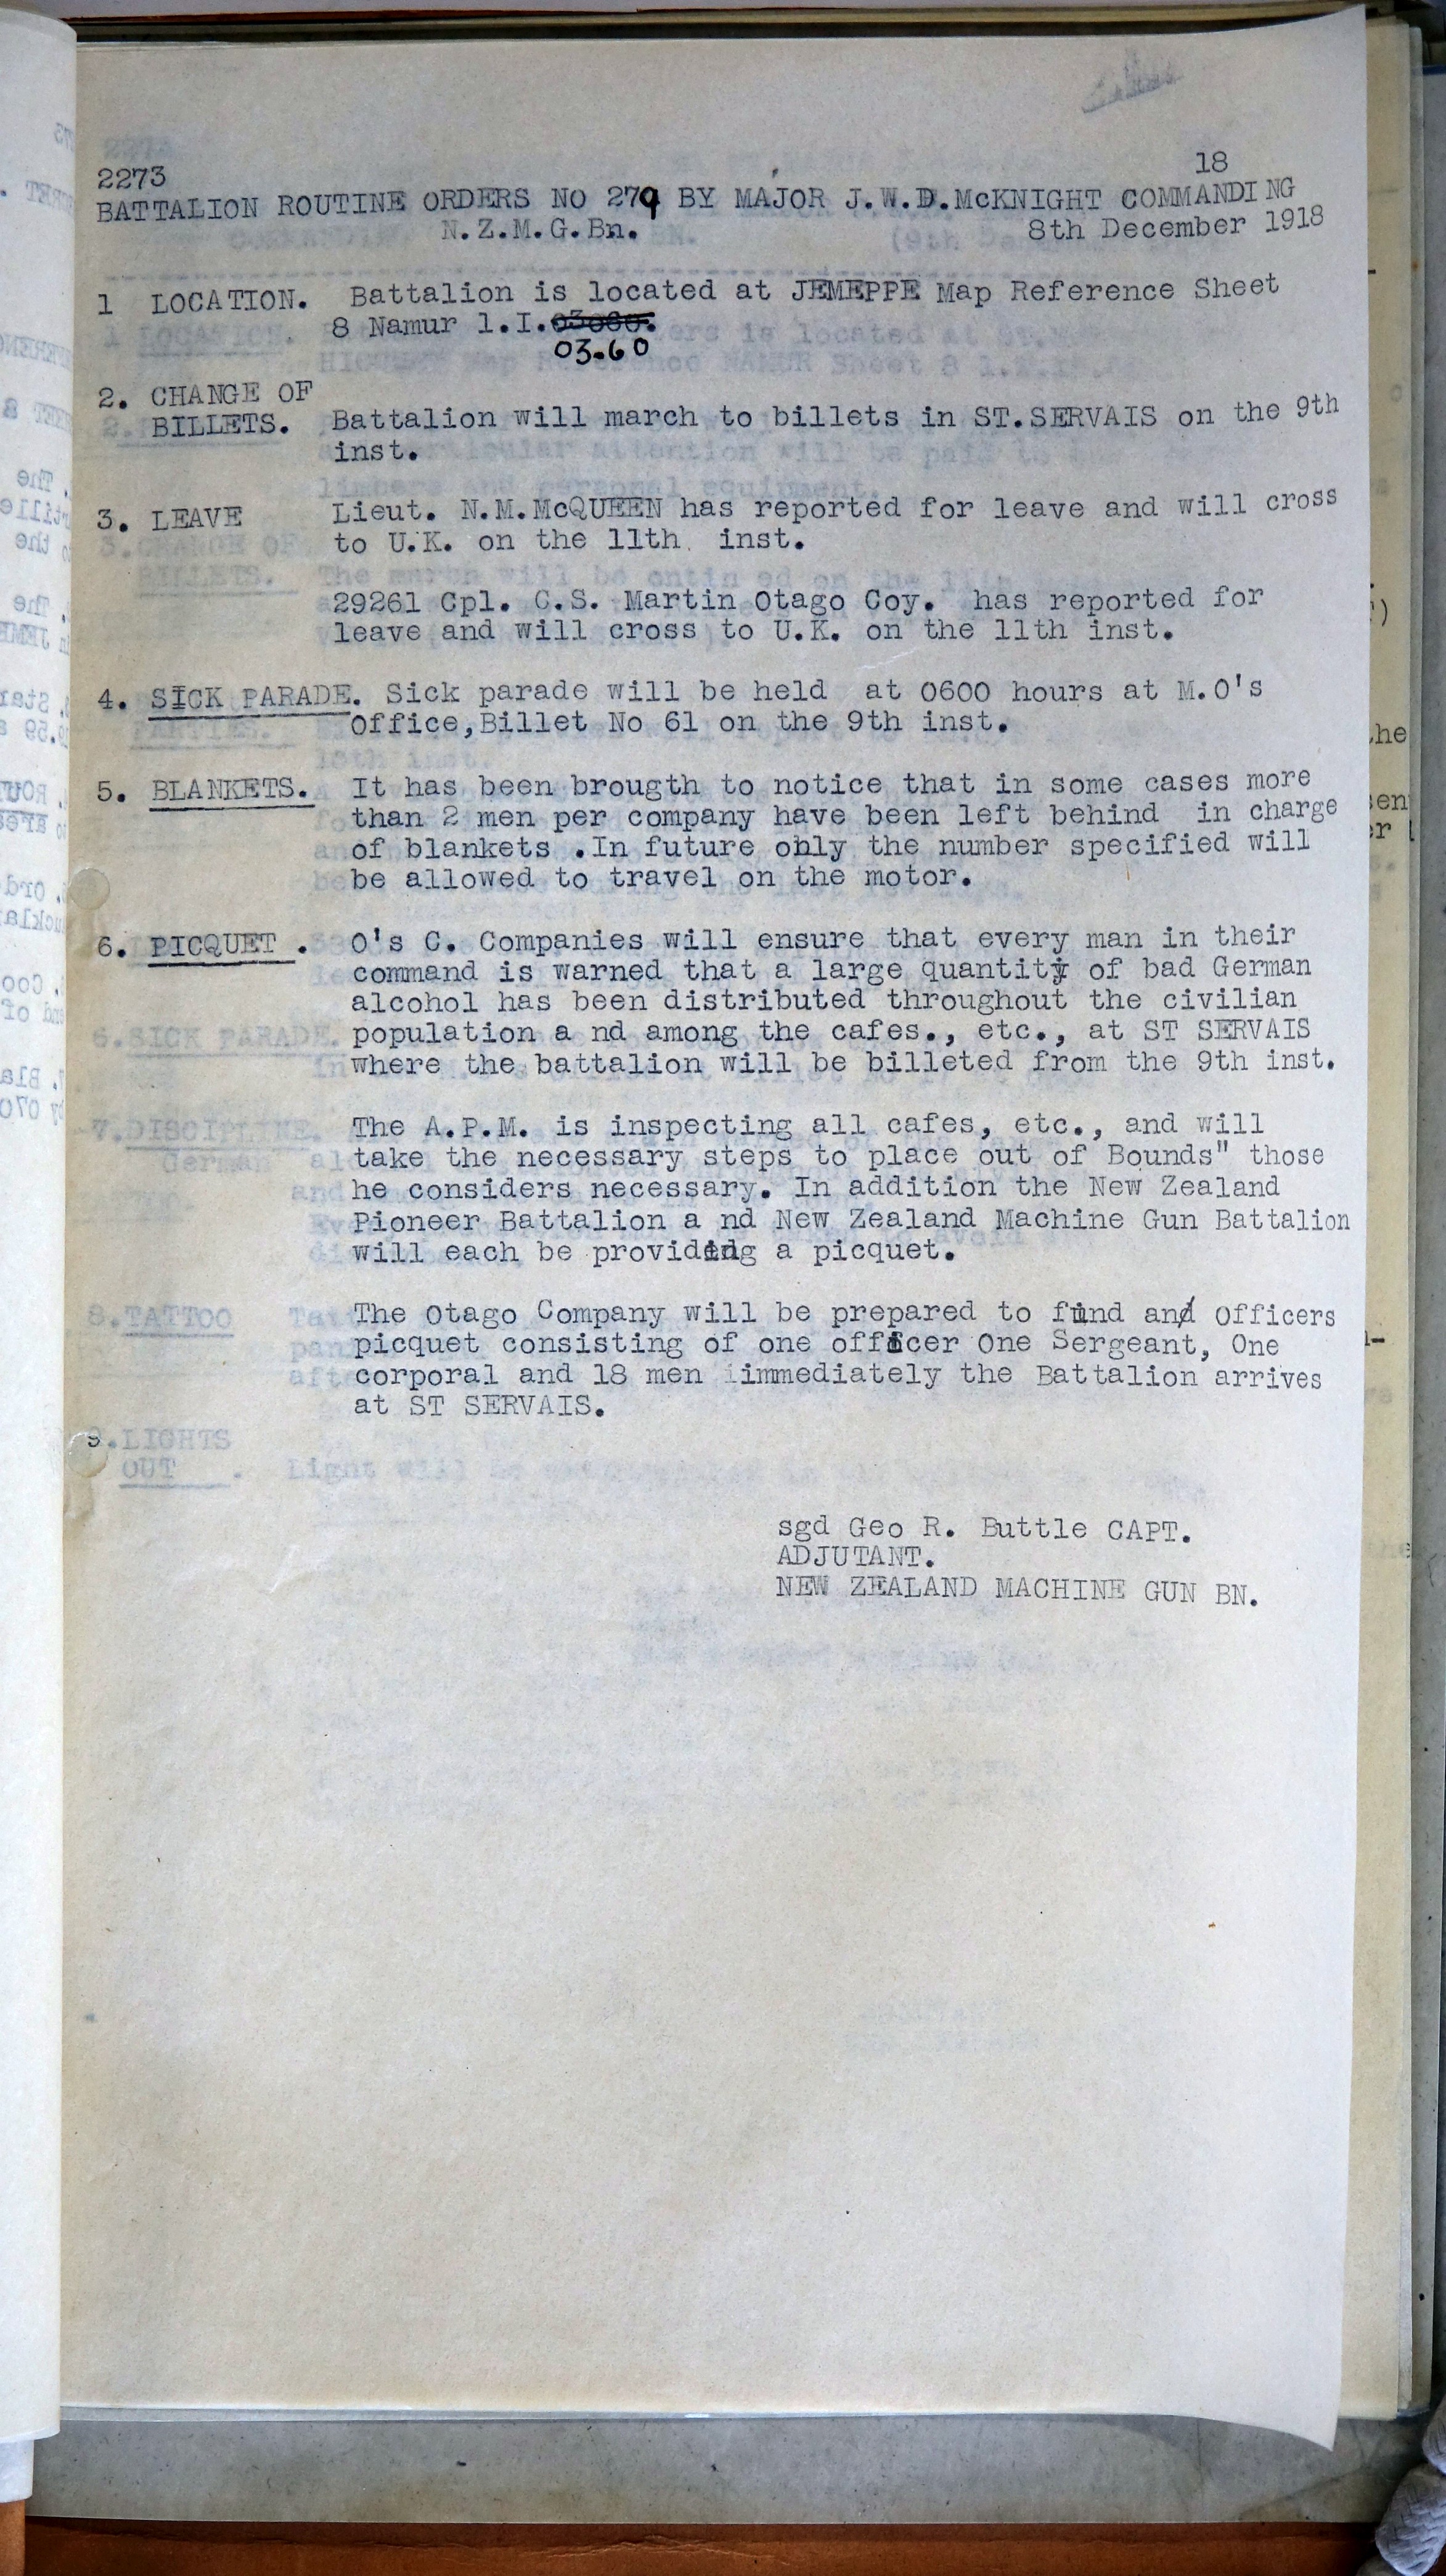 2273
18
BATTALION ROUTINE ORDERS NO 279 BY MAJOR J.W.D.McKNIGHT COMMANDING
N.Z.M.G.Bn.
8th December 1918
1 LOCATION. Battalion is located at JEMEPPE Map Reference Sheet
8 Namur 1.I.03060.
03.60
2. CHANGE OF
BILLETS. Battalion will march to billets in ST.SERVAIS on the 9th
inst.
3. LEAVE Lieut. N.M.McQUEEN has reported for leave and will cross
to U.K. on the 11th inst.
29261 Cpl. C.S. Martin Otago Coy. has reported for
leave and will cross to U.K. on the 11th inst.
4. SICK PARADE. Sick parade will be held at 0600 hours at M.O's
Office,Billet No 61 on the 9th inst.
5. BLANKETS. It has been brougth to notice that in some cases more
than 2 men per company have been left behind in charge
of blankets .In future only the number specified will
be allowed to travel on the motor.
6. PICQUET . O's C. Companies will ensure that every man in their
command is warned that a large quantity of bad German
alcohol has been distributed throughout the civilian
population a nd among the cafes., etc., at ST SERVAIS
where the battalion will be billeted from the 9th inst.
The A.P.M. is inspecting all cafes, etc., and will
take the necessary steps to place out of Bounds" those
he considers necessary. In addition the New Zealand
Pioneer Battalion a nd New Zealand Machine Gun Battalion
will each be providing a picquet.
The Otago Company will be prepared to find an Officers
picquet consisting of one officer One Sergeant, One
corporal and 18 men iimmediately the Battalion arrives
at ST SERVAIS.
sgd Geo R. Buttle CAPT.
ADJUTANT.
NEW ZEALAND MACHINE GUN BN.